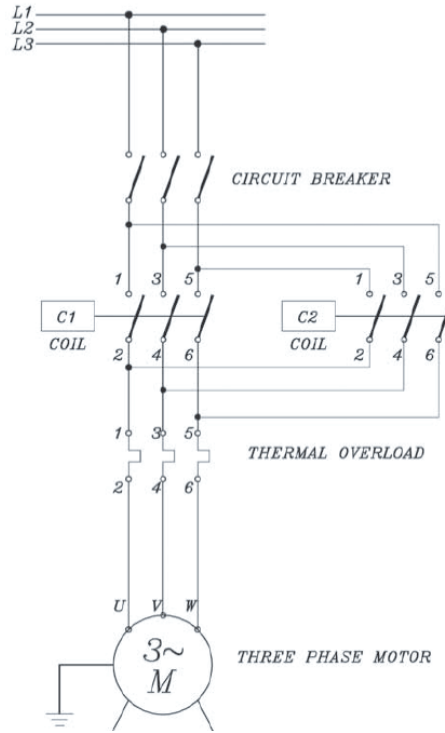 L1
L2
L3
CIRCUIT BREAKER
1 3 5 1 3 5
C1 C2
COIL COIL
2 4 6 2 4 6
1 3 5
THERMAL OVERLOAD
2 4 6
U V W
3~
M
THREE PHASE MOTOR